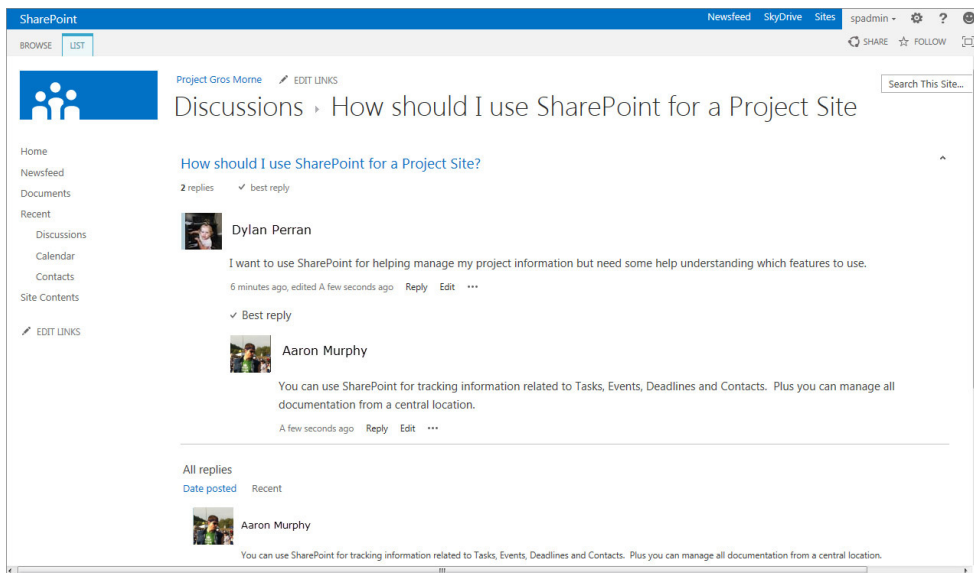 SharePoint
Newsfeed SkyDrive Sites spadmin ?
BROWSE LIST
SHARE FOLLOW
Project Gros Morne EDIT LINKS
Search This Site...
Discussions How should I use SharePoint for a Project Site
Home
Newsfeed
Documents
Recent
Discussions
Calendar
Contacts
Site Contents
EDIT LINKS
How should I use SharePoint for a Project Site?
2 replies best reply
Dylan Perran
I want to use SharePoint for helping manage my project information but need some help understanding which features to use.
6 minutes ago, edited A few seconds ago Reply Edit ···
Best reply
Aaron Murphy
You can use SharePoint for tracking information related to Tasks, Events, Deadlines and Contacts. Plus you can manage all
documentation from a central location.
A few seconds ago Reply Edit ···
All replies
Date posted Recent
Aaron Murphy
You can use SharePoint for tracking information related to Tasks, Events, Deadlines and Contacts. Plus you can manage all documentation from a central location.